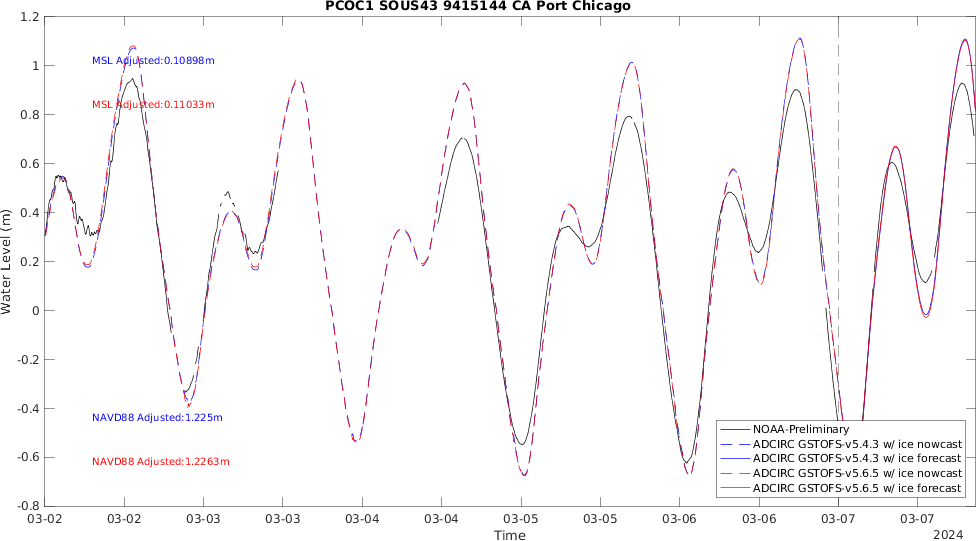 PCOC1 SOUS43 9415144 CA Port Chicago
1.2
1
0.8
0.6
0.4
0.2
0
-0.2
-0.4
-0.6
-0.8
Water Level (m)
MSL Adjusted:0.10898m
MSL Adjusted:0.11033m
NAVD88 Adjusted:1.225m
NAVD88 Adjusted:1.2263m
NOAA-Preliminary
ADCIRC GSTOFS-v5.4.3 w/ ice nowcast
ADCIRC GSTOFS-v5.4.3 w/ ice forecast
ADCIRC GSTOFS-v5.6.5 w/ ice nowcast
ADCIRC GSTOFS-v5.6.5 w/ ice forecast
03-02 03-02 03-03 03-03 03-04 03-04 03-05 03-05 03-06 03-06 03-07 03-07
Time
2024